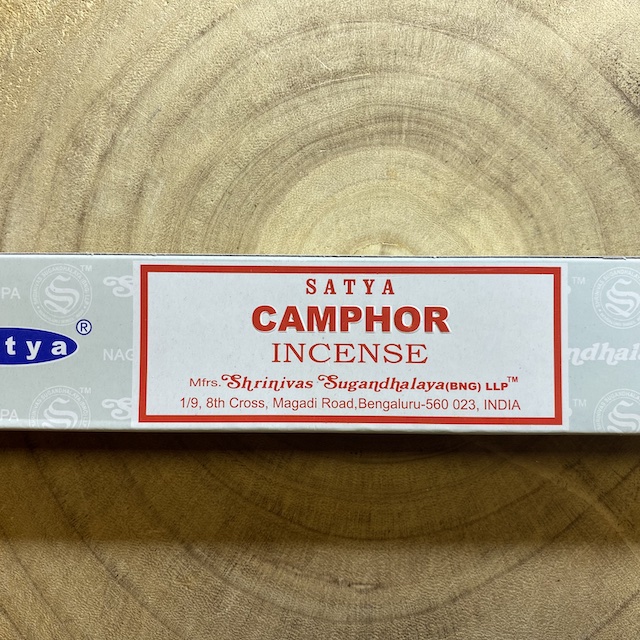 SATYA
CAMPHOR
INCENSE
Mfrs. Shrinivas Sugandhalaya(BNG) LLP™
1/9, 8th Cross, Magadi Road,Bengaluru-560 023, INDIA
tya®